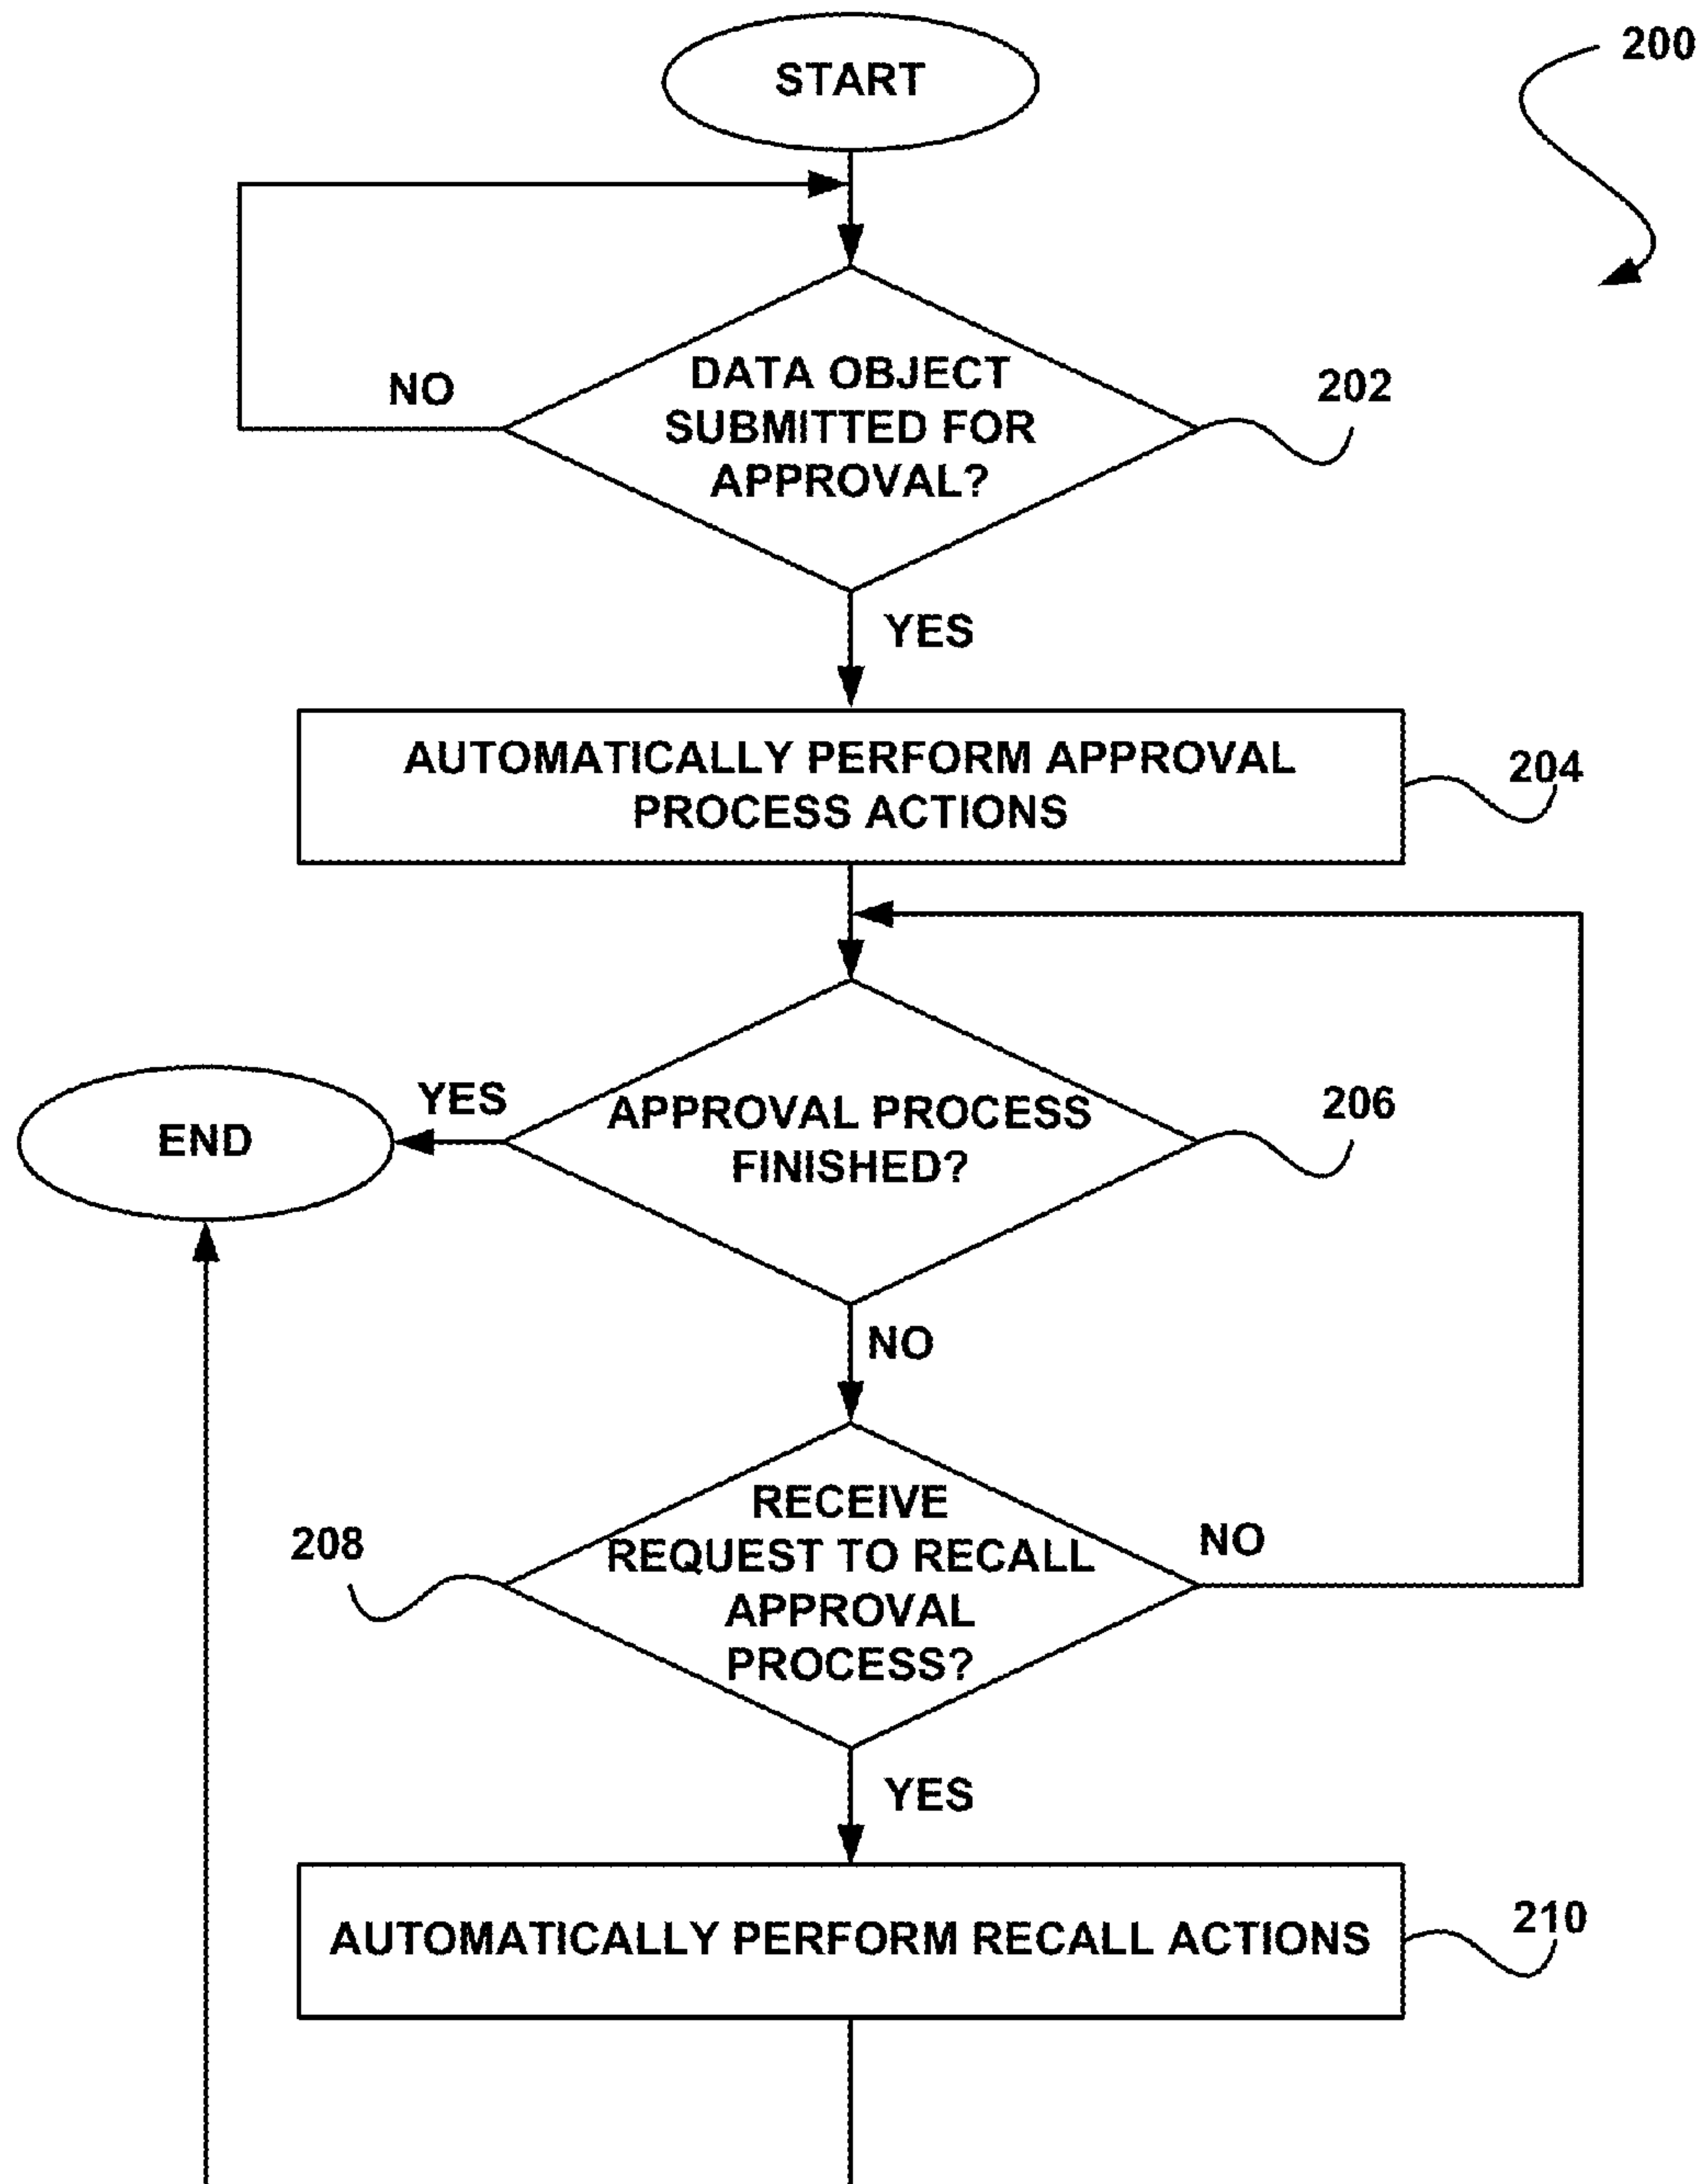 START
200
DATA OBJECT
SUBMITTED FOR
APPROVAL?
NO
202
YES
AUTOMATICALLY PERFORM APPROVAL
PROCESS ACTIONS
204
YES
APPROVAL PROCESS
FINISHED?
206
END
NO
RECEIVE
REQUEST TO RECALL
APPROVAL
PROCESS?
208
NO
YES
AUTOMATICALLY PERFORM RECALL ACTIONS
210